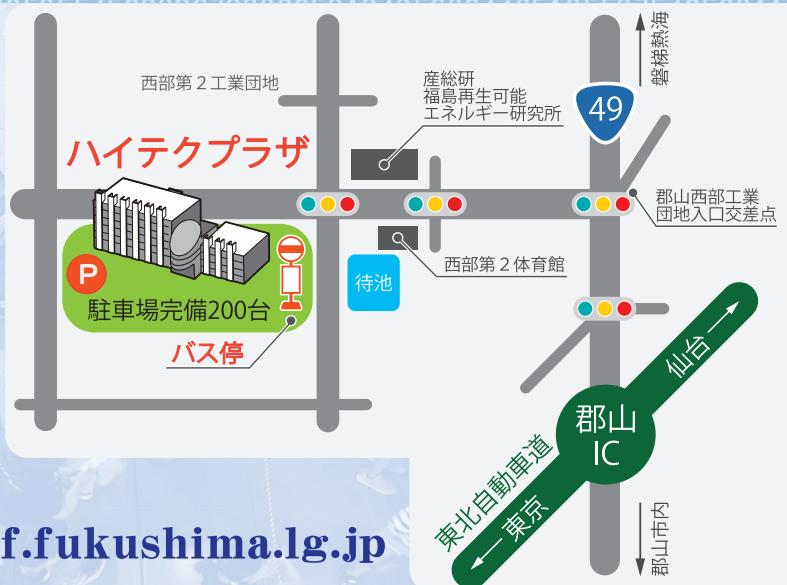 磐梯熱海
西部第２工業団地
産総研
福島再生可能
エネルギー研究所
49
ハイテクプラザ
郡山西部工業
団地入口交差点
西部第２体育館
待池
P
駐車場完備200台
バス停
仙台
郡山
IC
東北自動車道
東京
郡山市内
f.fukushima.lg.jp